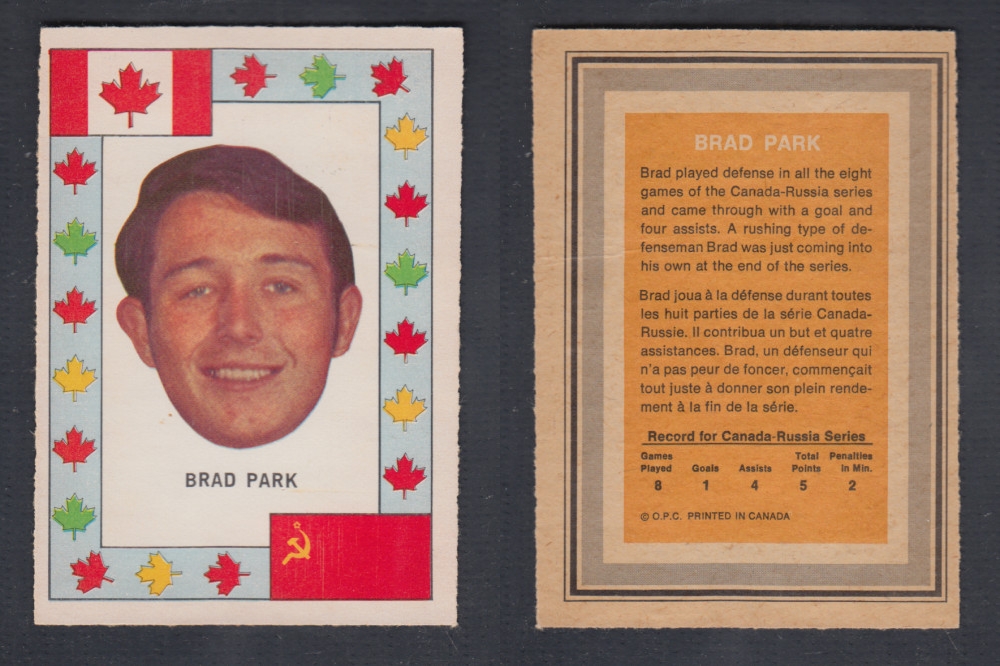 BRAD PARK
BRAD PARK
Brad played defense in all the eight
games of the Canada-Russia series
and came through with a goal and
four assists. A rushing type of de-
fenseman Brad was just coming into
his own at the end of the series.
Brad joua à la défense durant toutes
les huit parties de la série Canada-
Russie. Il contribua un but et quatre
assistances. Brad, un défenseur qui
n'a pas peur de foncer, commençait
tout juste à donner son plein rende-
ment à la fin de la série.
Record for Canada-Russia Series
Games Total Penalties
Played Goals Assists Points in Min.
8 1 4 5 2
© O.P.C. PRINTED IN CANADA